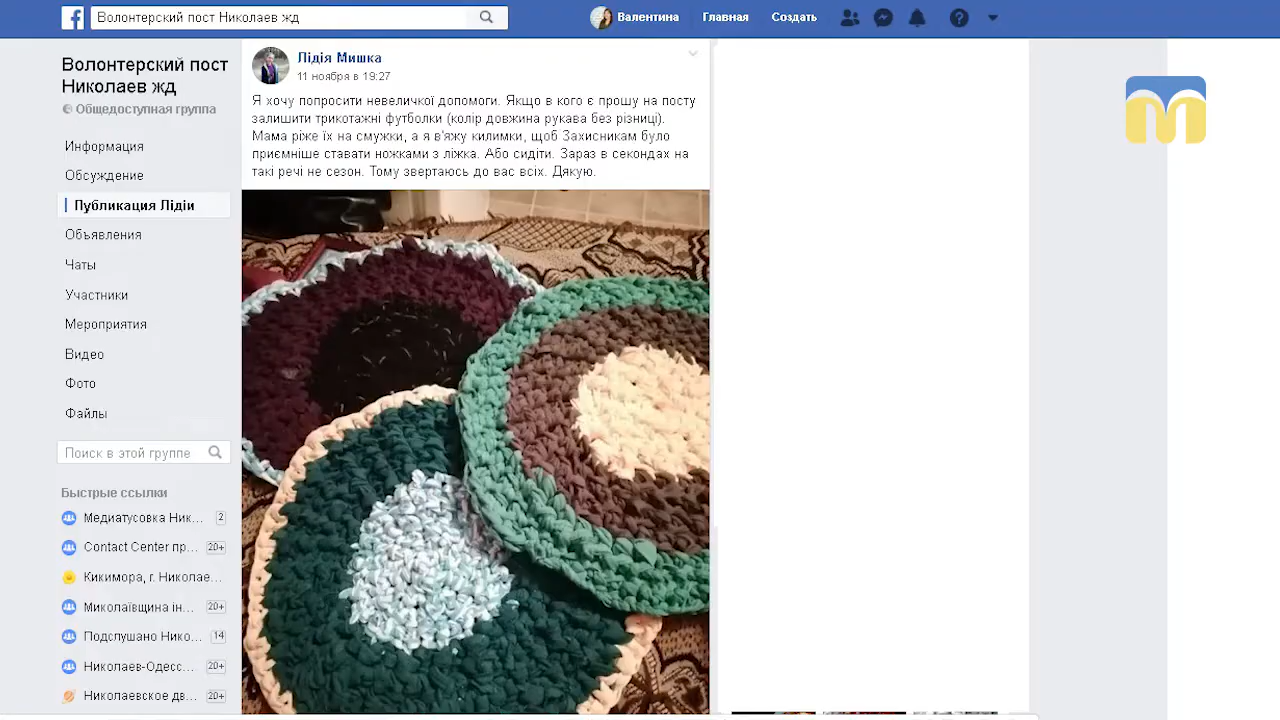 Волонтерский пост Николаев жд
Валентина
Главная
Создать
Волонтерский пост
Николаев жд
Общедоступная группа
Информация
Обсуждение
Публикация Лідіи
Объявления
Чаты
Участники
Мероприятия
Видео
Фото
Файлы
Поиск в этой группе
Быстрые ссылки
Медиатусовка Ник... 2
Contact Center пр... 20+
Кикимора, г. Николае...
Миколаївщина ін... 20+
Подслушано Нико... 14
Николаев-Одесс... 20+
Николаевское дв... 20+
Лідія Мишка
11 ноября в 19:27
Я хочу попросити невеличкої допомоги. Якщо в кого є прошу на посту
залишити трикотажні футболки (колір довжина рукава без різниці).
Мама ріже їх на смужки, а я в'яжу килимки, щоб Захисникам було
приємніше ставати ножками з ліжка. Або сидіти. Зараз в секондах на
такі речі не сезон. Тому звертаюсь до вас всіх. Дякую.